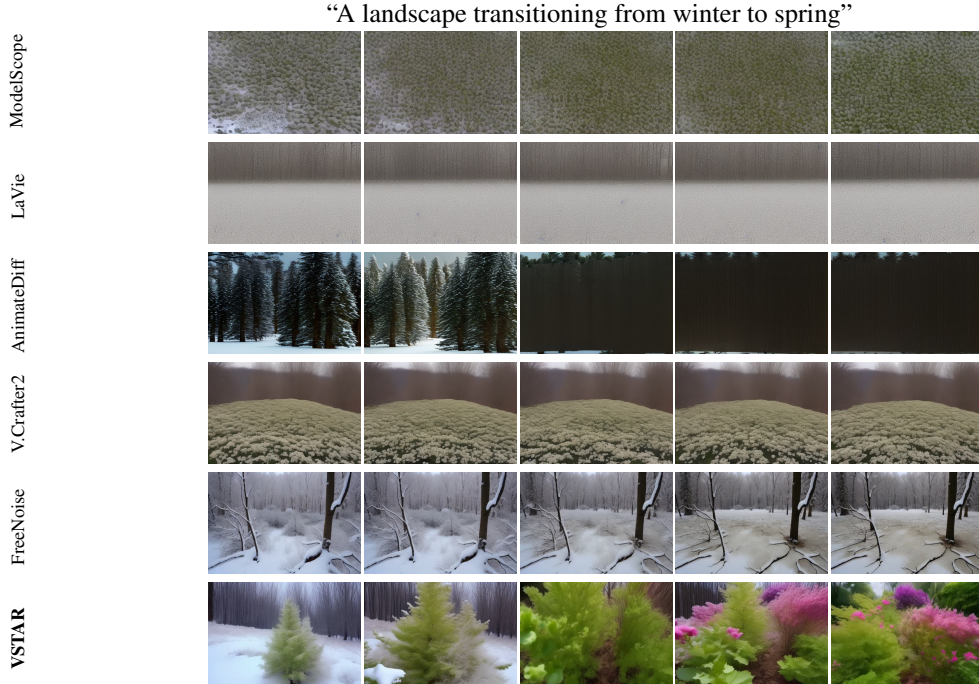 “A landscape transitioning from winter to spring”
ModelScope
LaVie
AnimateDiff
V.Crafter2
FreeNoise
VSTAR